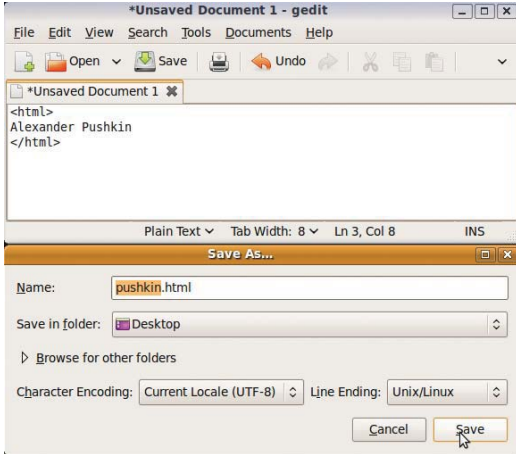 *Unsaved Document 1 - gedit
File Edit View Search Tools Documents Help
Open Save Undo
*Unsaved Document 1
<html>
Alexander Pushkin
</html>
Plain Text Tab Width: 8 Ln 3, Col 8 INS
Save As...
Name: pushkin.html
Save in folder: Desktop
Browse for other folders
Character Encoding: Current Locale (UTF-8) Line Ending: Unix/Linux
Cancel Save